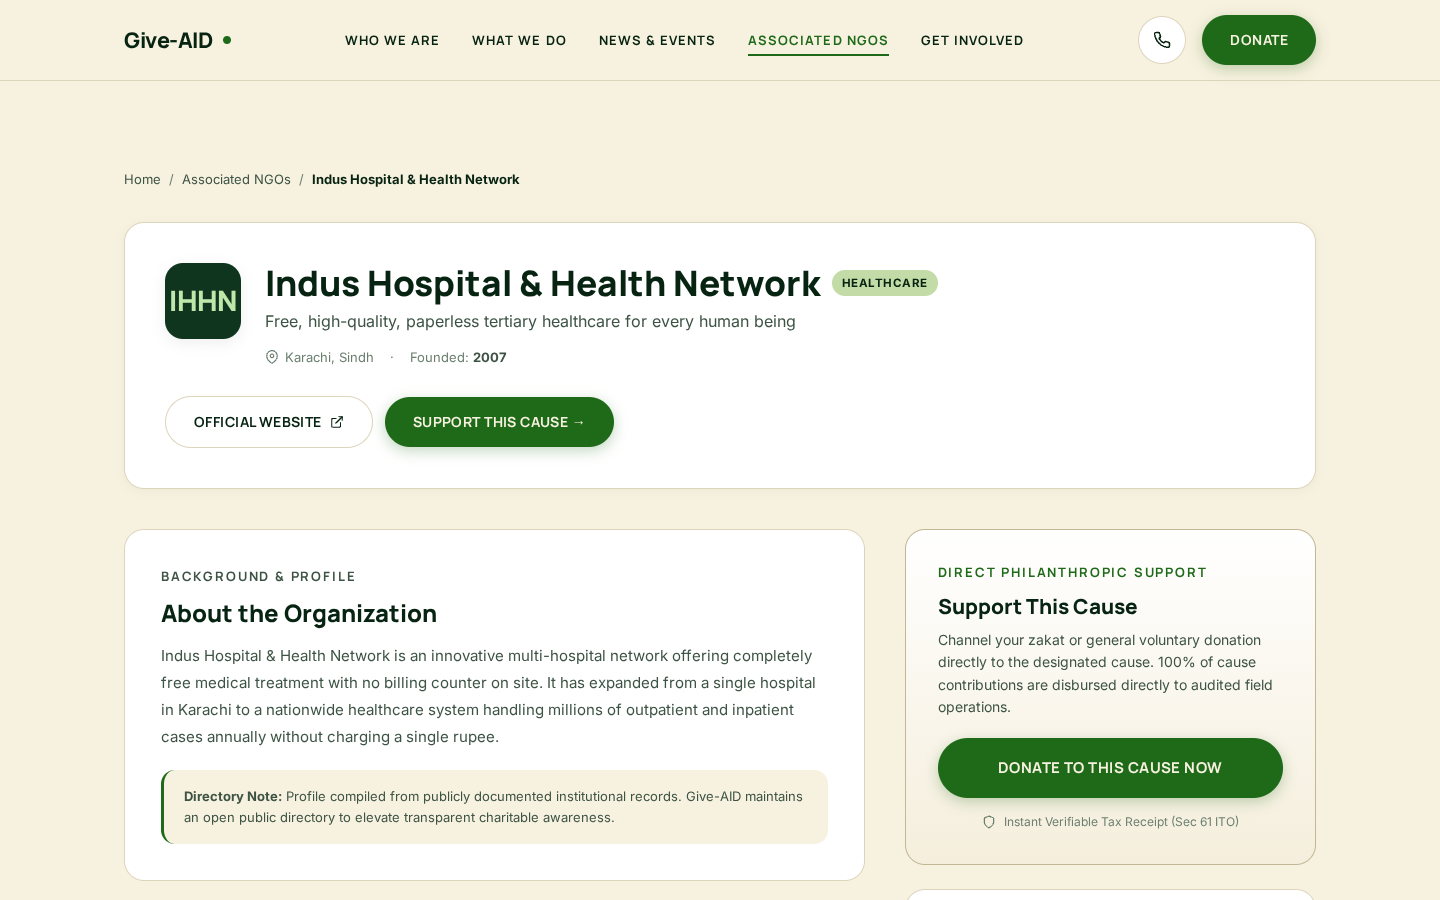 Give-AID
WHO WE ARE
WHAT WE DO
NEWS & EVENTS
ASSOCIATED NGOS
GET INVOLVED
DONATE
Home / Associated NGOs / Indus Hospital & Health Network
IHHN
Indus Hospital & Health Network
HEALTHCARE
Free, high-quality, paperless tertiary healthcare for every human being
Karachi, Sindh · Founded: 2007
OFFICIAL WEBSITE
SUPPORT THIS CAUSE →
BACKGROUND & PROFILE
About the Organization
Indus Hospital & Health Network is an innovative multi-hospital network offering completely
free medical treatment with no billing counter on site. It has expanded from a single hospital
in Karachi to a nationwide healthcare system handling millions of outpatient and inpatient
cases annually without charging a single rupee.
Directory Note: Profile compiled from publicly documented institutional records. Give-AID maintains
an open public directory to elevate transparent charitable awareness.
DIRECT PHILANTHROPIC SUPPORT
Support This Cause
Channel your zakat or general voluntary donation
directly to the designated cause. 100% of cause
contributions are disbursed directly to audited field
operations.
DONATE TO THIS CAUSE NOW
Instant Verifiable Tax Receipt (Sec 61 ITO)